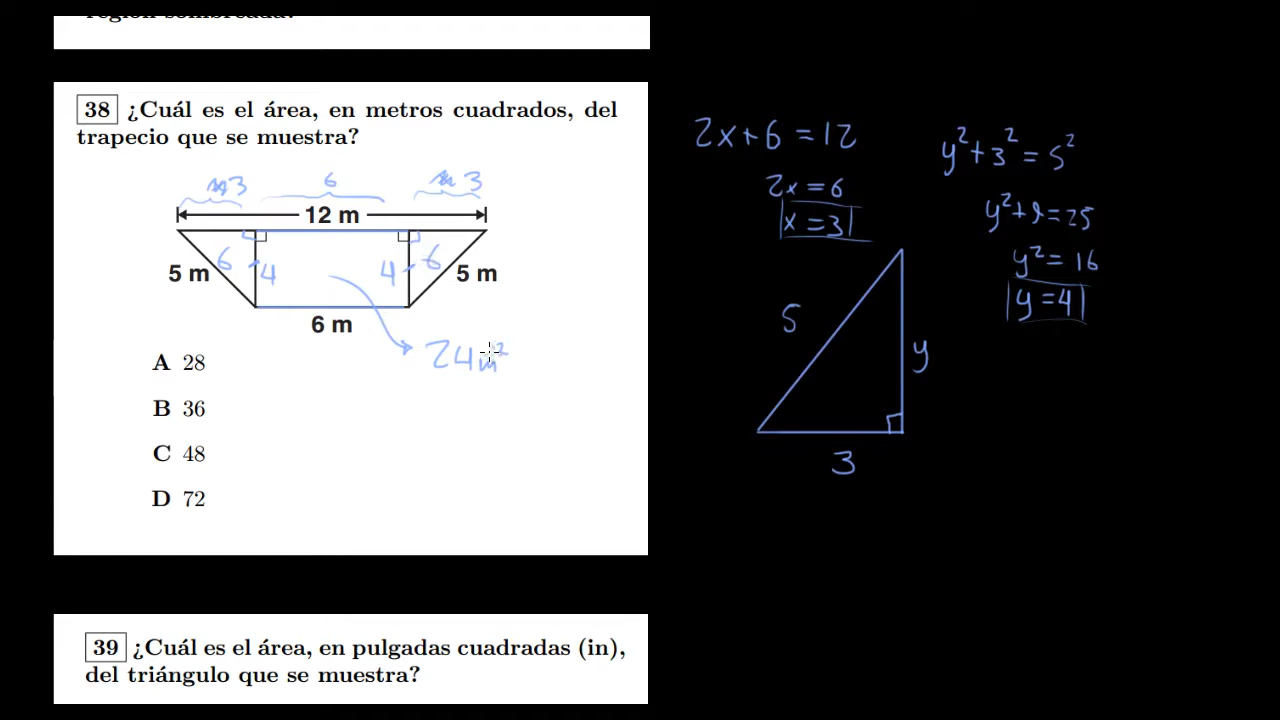 región sombreada?
38 ¿Cuál es el área, en metros cuadrados, del
trapecio que se muestra?
3 6 3
12 m
5 m 6 4 4 6 5 m
6 m
24 m²
A 28
B 36
C 48
D 72
39 ¿Cuál es el área, en pulgadas cuadradas (in),
del triángulo que se muestra?
2x+6=12
2x=6
x=3
y²+3²=5²
y²+9=25
y²=16
y=4
5
y
3